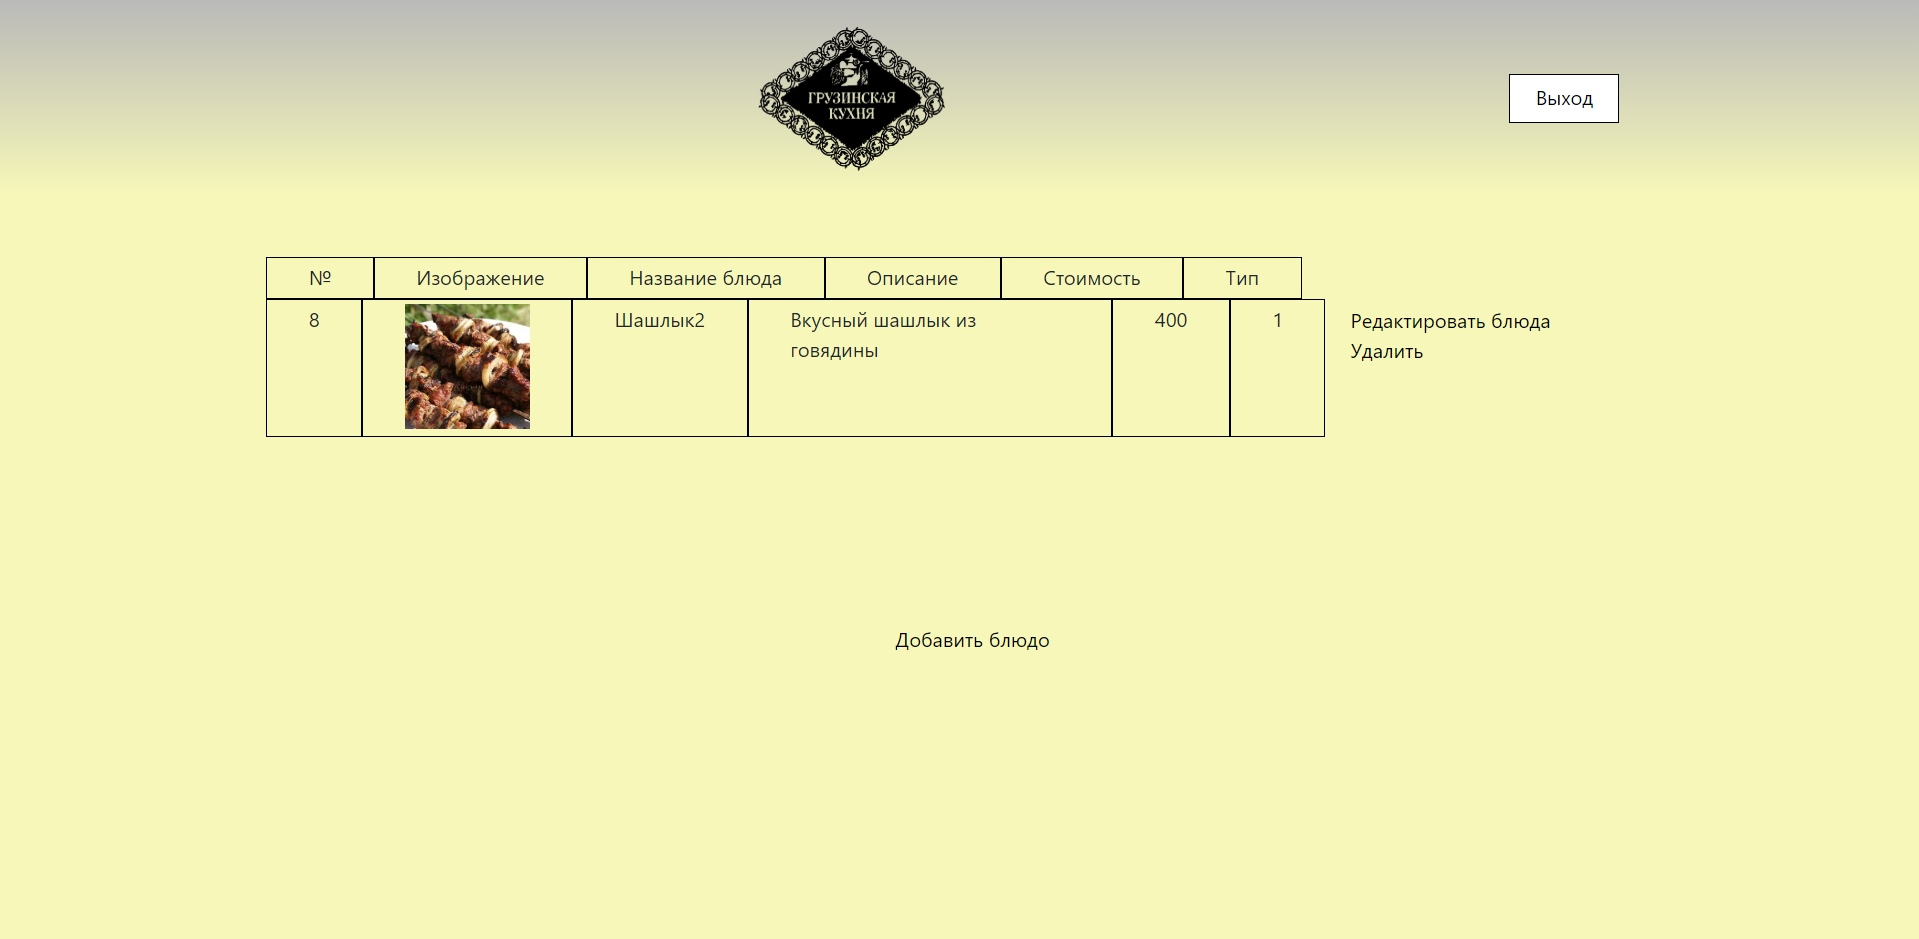 ГРУЗИНСКАЯ
КУХНЯ
Выход
№ Изображение Название блюда Описание Стоимость Тип
8 Шашлык2 Вкусный шашлык из 400 1 Редактировать блюда
говядины Удалить
Добавить блюдо